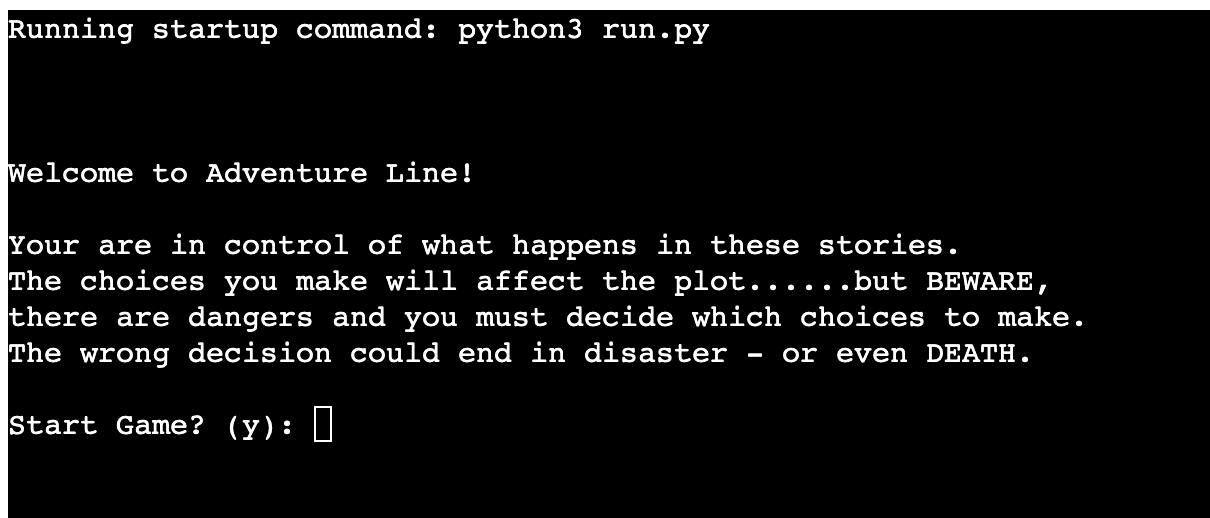 Running startup command: python3 run.py
Welcome to Adventure Line!
Your are in control of what happens in these stories.
The choices you make will affect the plot......but BEWARE,
there are dangers and you must decide which choices to make.
The wrong decision could end in disaster – or even DEATH.
Start Game? (y):